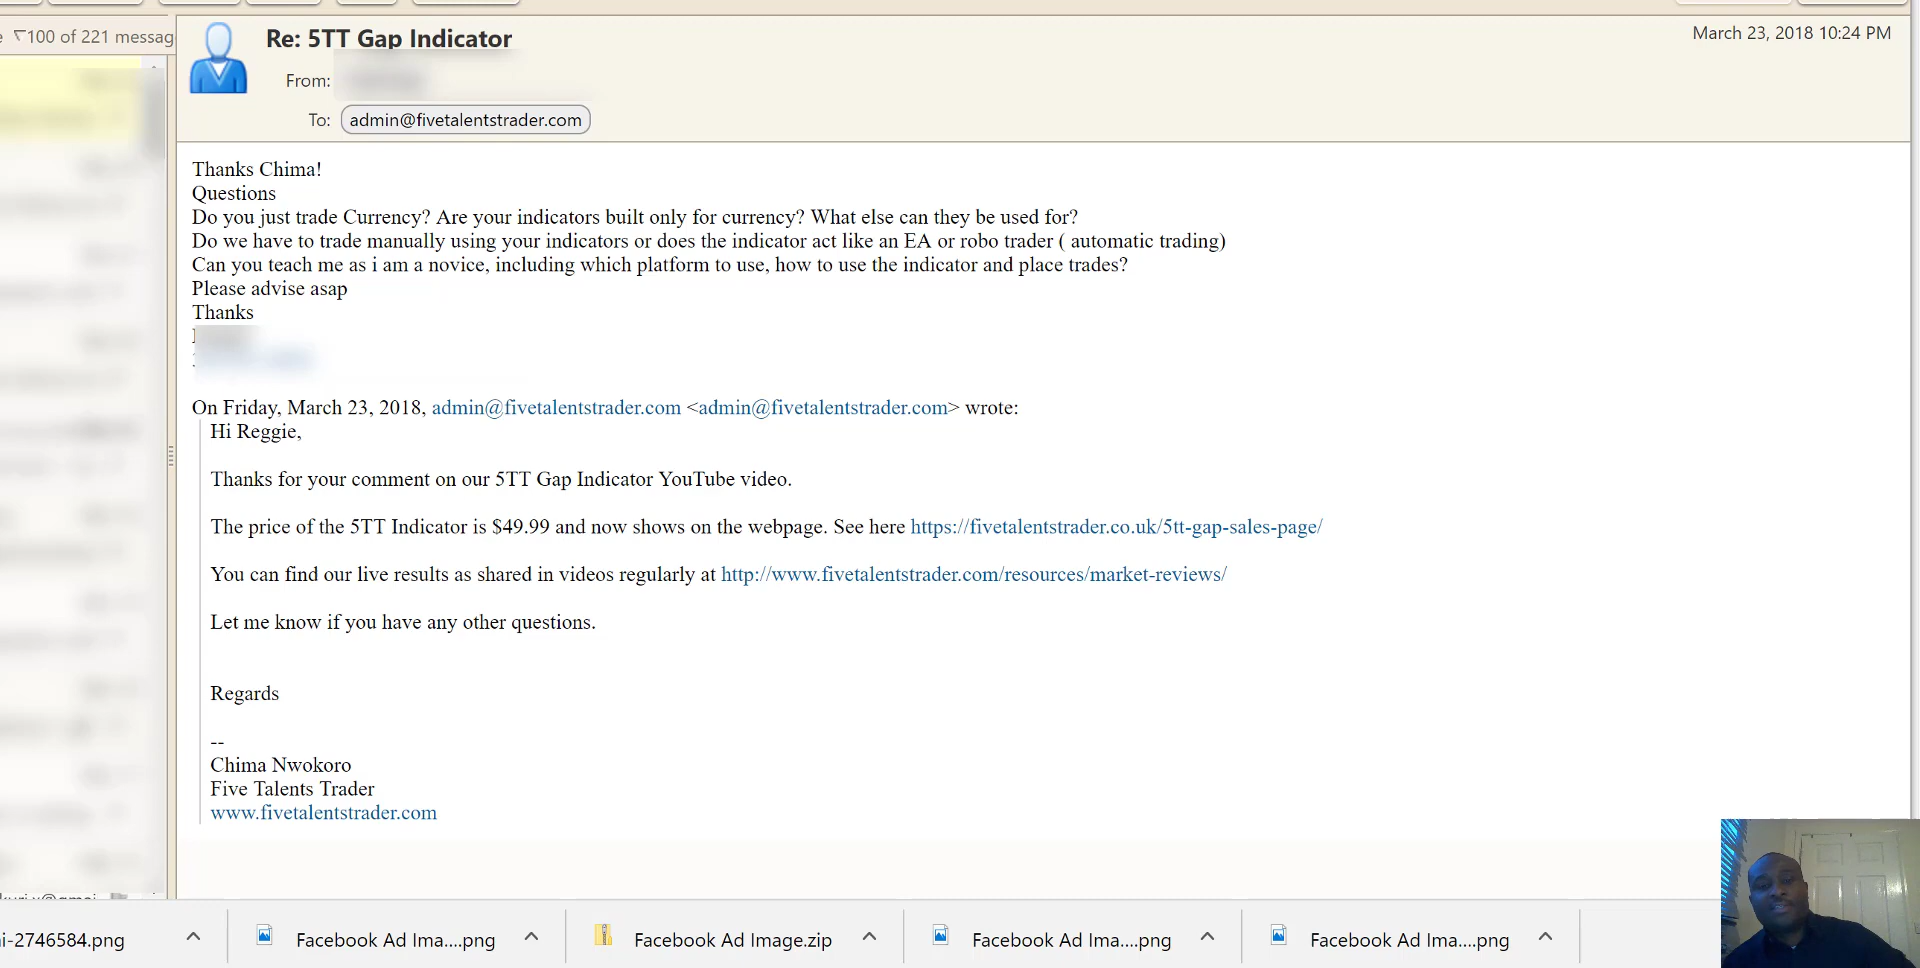 100 of 221 messag
Re: 5TT Gap Indicator
March 23, 2018 10:24 PM
From:
To: admin@fivetalentstrader.com
Thanks Chima!
Questions
Do you just trade Currency? Are your indicators built only for currency? What else can they be used for?
Do we have to trade manually using your indicators or does the indicator act like an EA or robo trader ( automatic trading)
Can you teach me as i am a novice, including which platform to use, how to use the indicator and place trades?
Please advise asap
Thanks
On Friday, March 23, 2018, admin@fivetalentstrader.com <admin@fivetalentstrader.com> wrote:
Hi Reggie,
Thanks for your comment on our 5TT Gap Indicator YouTube video.
The price of the 5TT Indicator is $49.99 and now shows on the webpage. See here https://fivetalentstrader.co.uk/5tt-gap-sales-page/
You can find our live results as shared in videos regularly at http://www.fivetalentstrader.com/resources/market-reviews/
Let me know if you have any other questions.
Regards
--
Chima Nwokoro
Five Talents Trader
www.fivetalentstrader.com
i-2746584.png
Facebook Ad Ima....png
Facebook Ad Image.zip
Facebook Ad Ima....png
Facebook Ad Ima....png